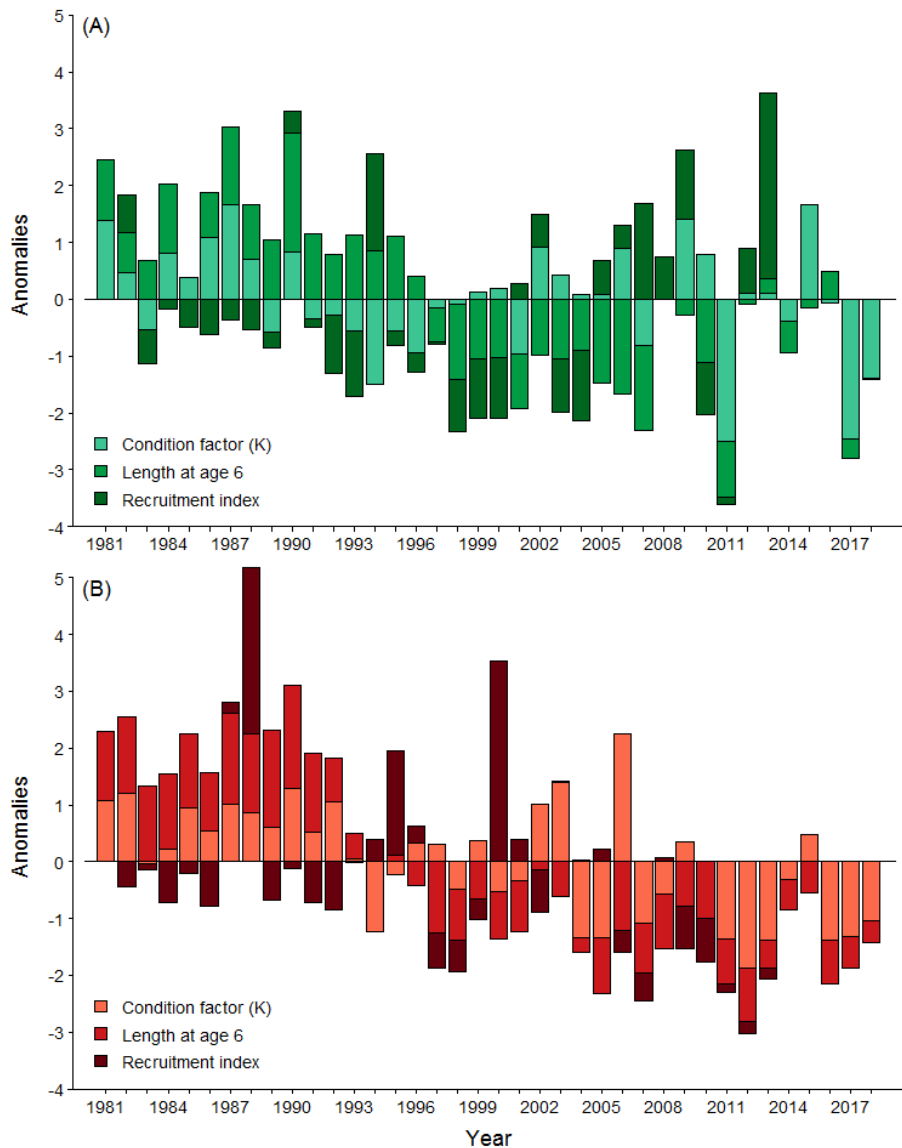 (A)
5
4
3
2
1
0
-1
-2
-3
-4
Anomalies
Condition factor (K)
Length at age 6
Recruitment index
1981 1984 1987 1990 1993 1996 1999 2002 2005 2008 2011 2014 2017
(B)
5
4
3
2
1
0
-1
-2
-3
-4
Anomalies
Condition factor (K)
Length at age 6
Recruitment index
1981 1984 1987 1990 1993 1996 1999 2002 2005 2008 2011 2014 2017
Year